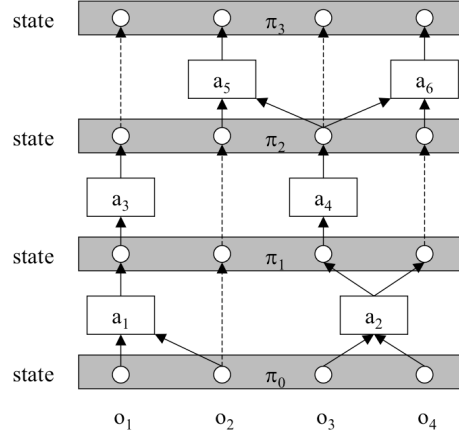 state π₃
a₅ a₆
state π₂
a₃ a₄
state π₁
a₁ a₂
state π₀
o₁ o₂ o₃ o₄